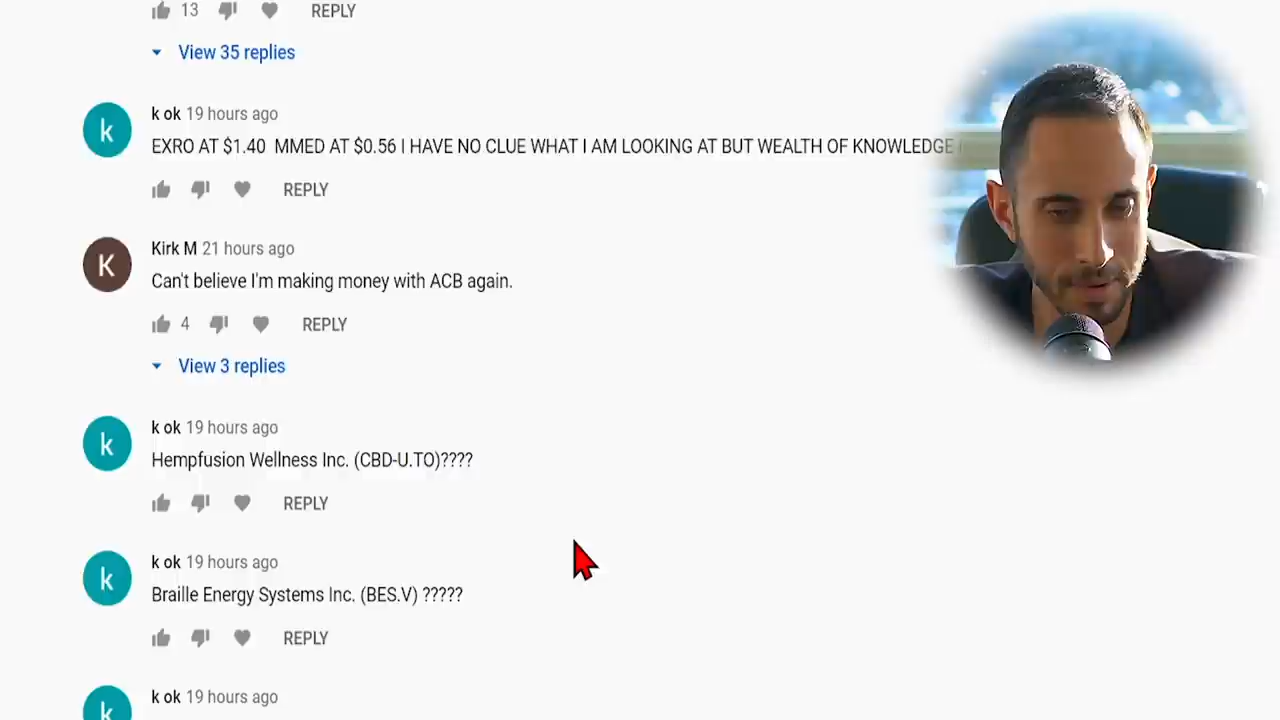 13 REPLY
View 35 replies
k
k ok 19 hours ago
EXRO AT $1.40 MMED AT $0.56 I HAVE NO CLUE WHAT I AM LOOKING AT BUT WEALTH OF KNOWLEDGE
REPLY
K
Kirk M 21 hours ago
Can't believe I'm making money with ACB again.
4 REPLY
View 3 replies
k
k ok 19 hours ago
Hempfusion Wellness Inc. (CBD-U.TO)????
REPLY
k
k ok 19 hours ago
Braille Energy Systems Inc. (BES.V) ?????
REPLY
k
k ok 19 hours ago